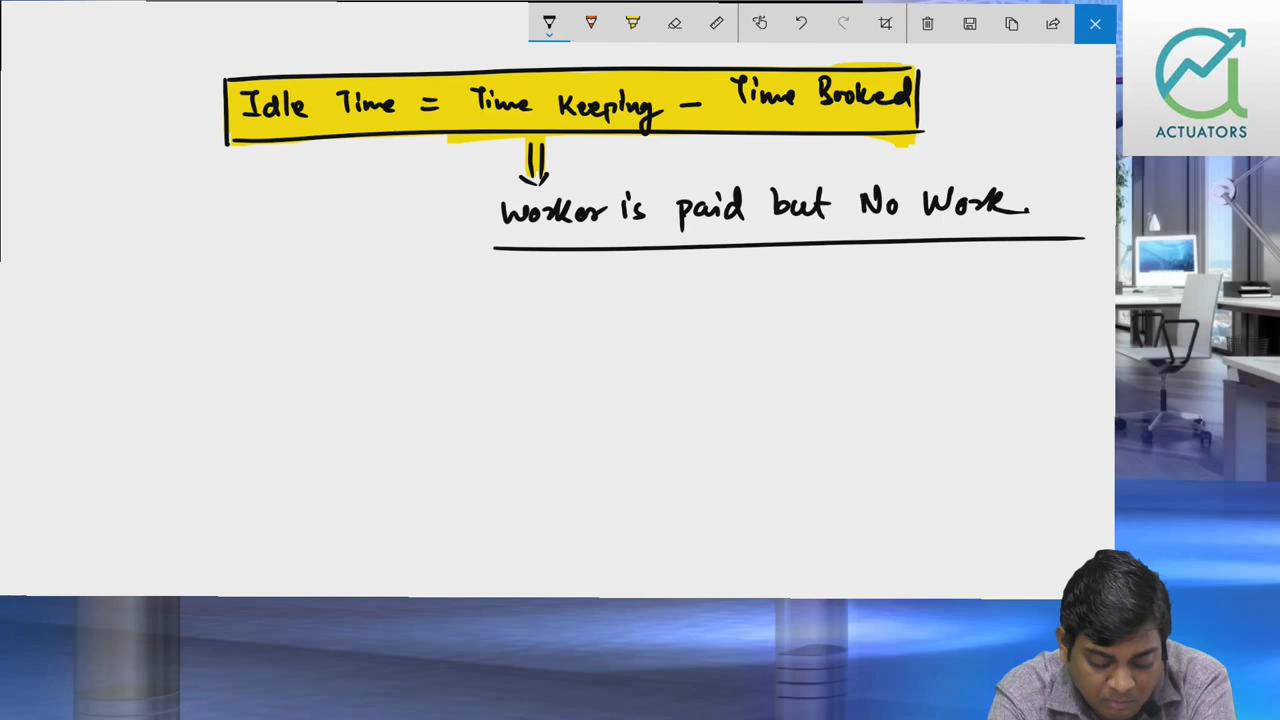 Idle Time = Time Keeping – Time Booked
Worker is paid but No Work.
ACTUATORS